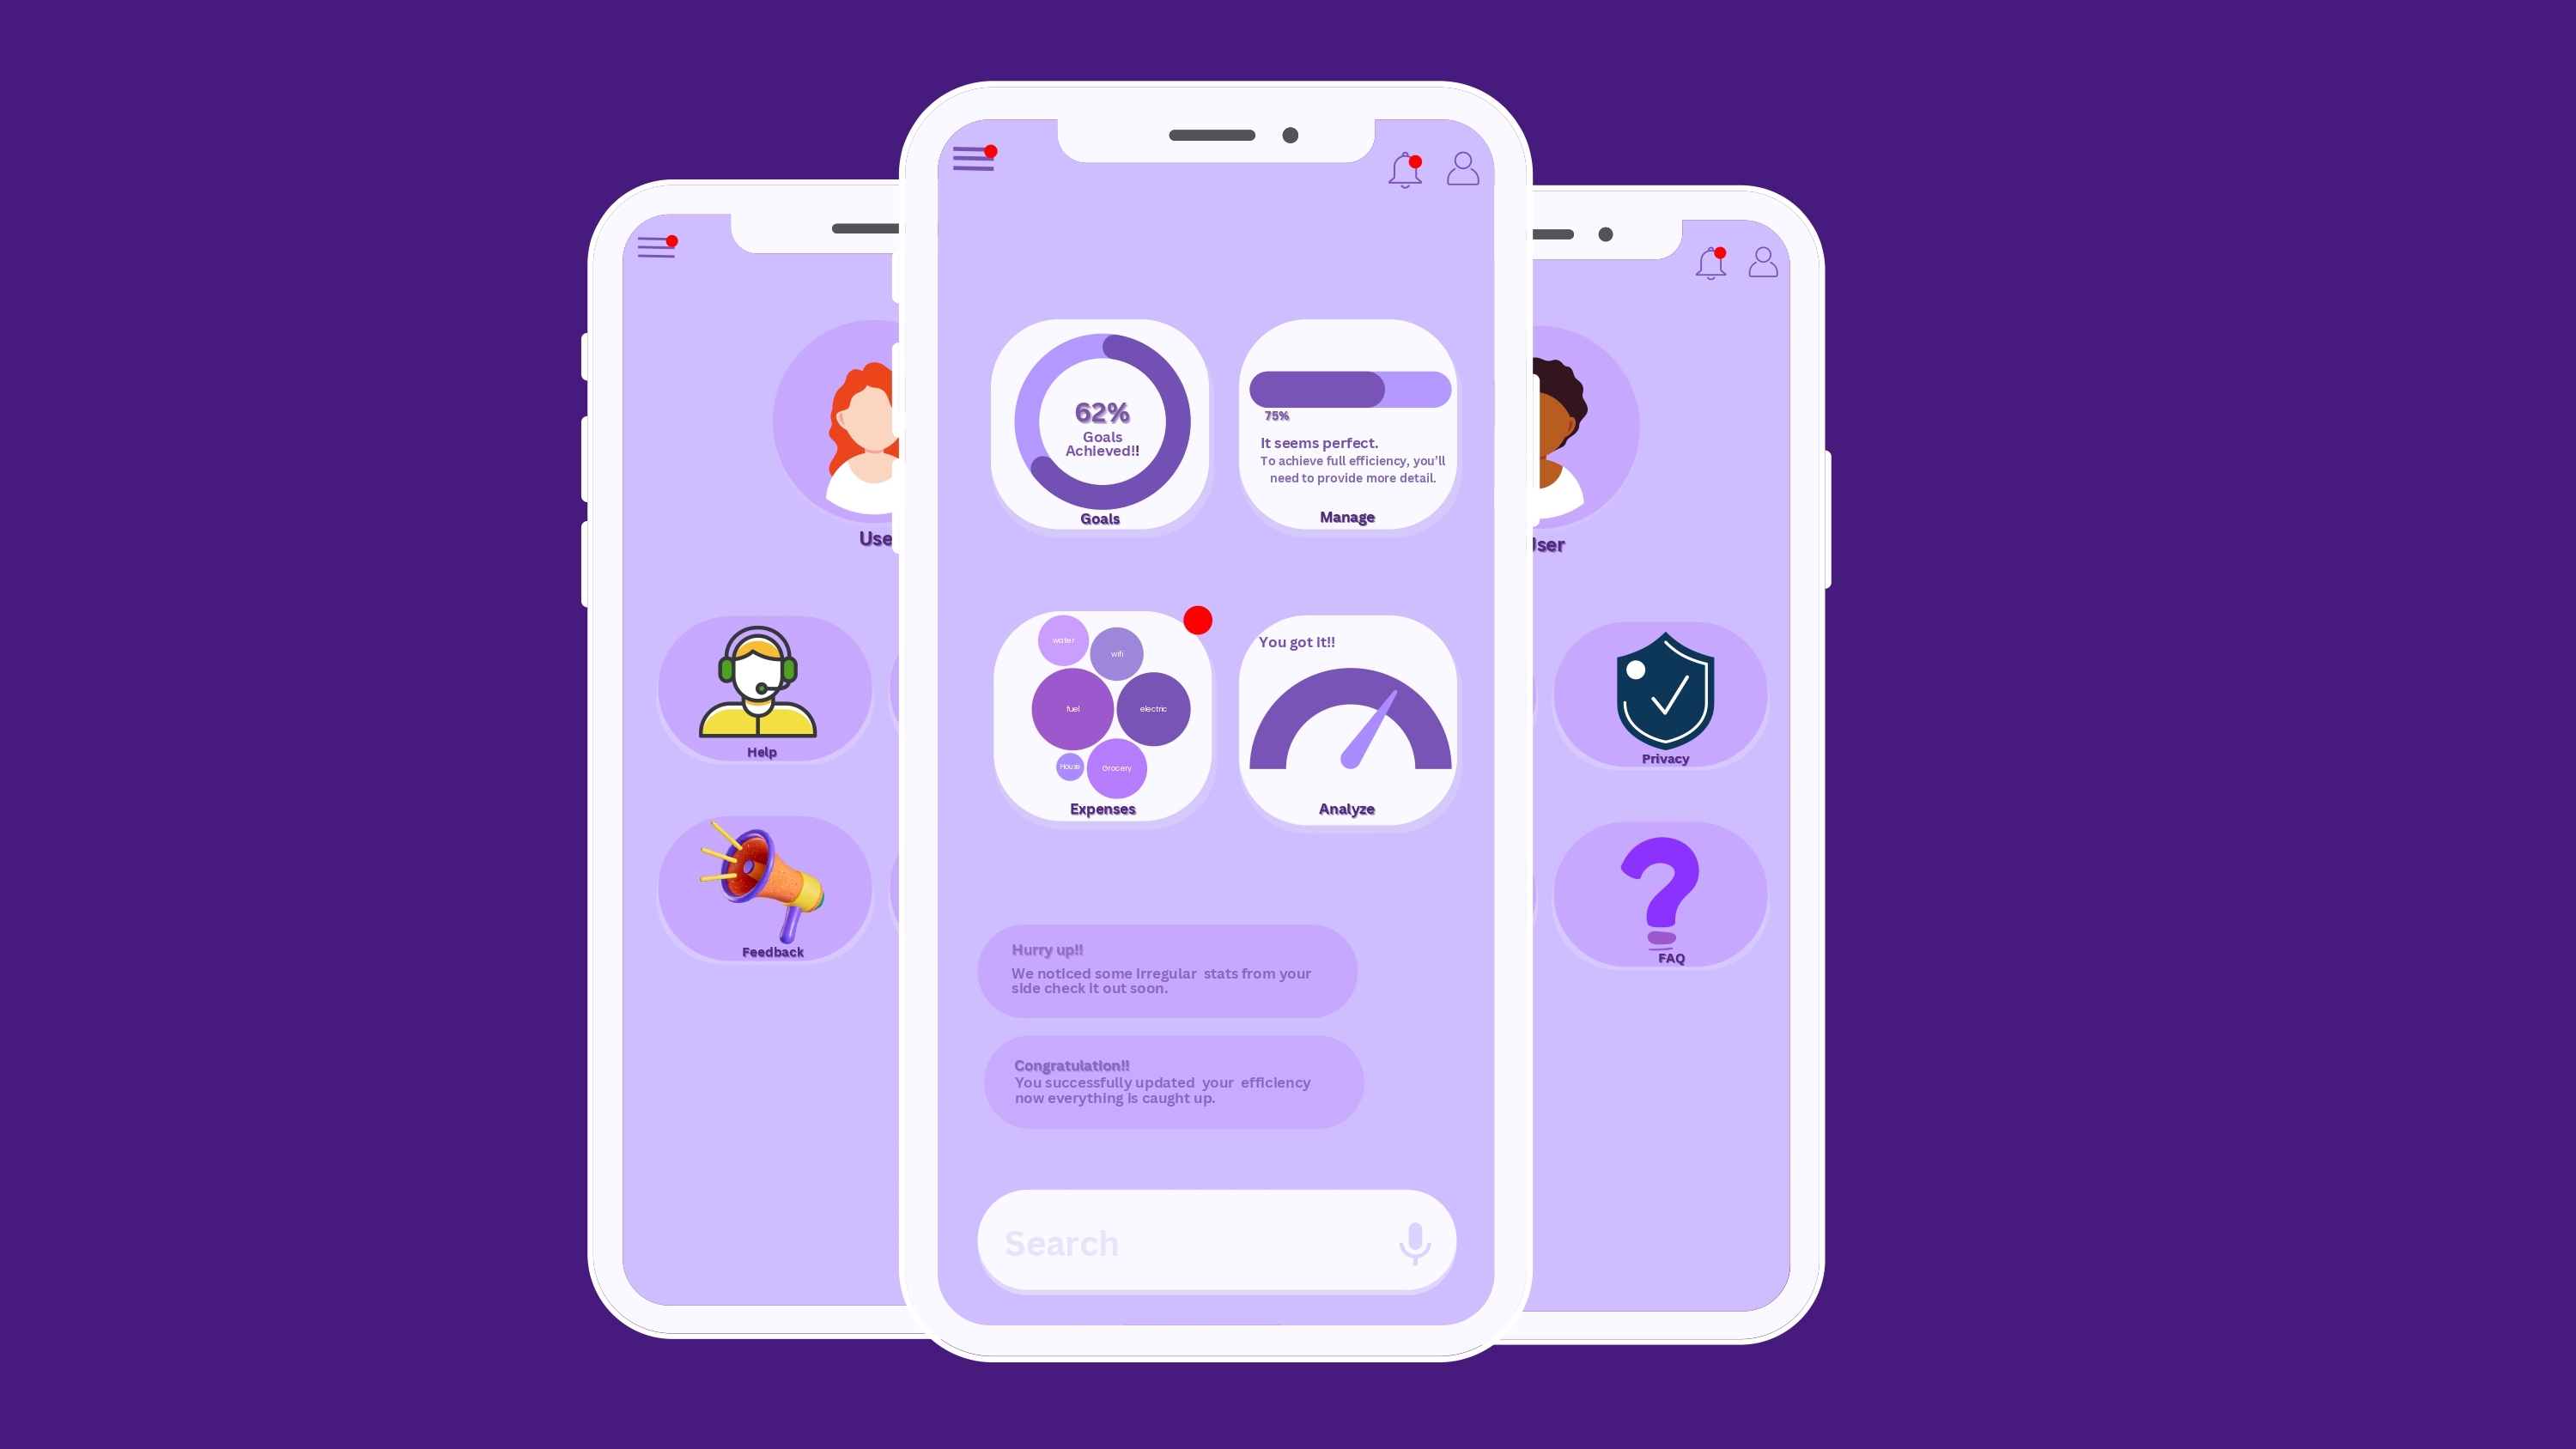 62%
Goals
Achieved!!
Goals
75%
It seems perfect.
To achieve full efficiency, you'll
need to provide more detail.
Manage
water
wifi
fuel
electric
House
Grocery
Expenses
You got it!!
Analyze
Hurry up!!
We noticed some irregular  stats from your
side check it out soon.
Congratulation!!
You successfully updated  your  efficiency
now everything is caught up.
Search
Use
Help
Feedback
User
Privacy
FAQ